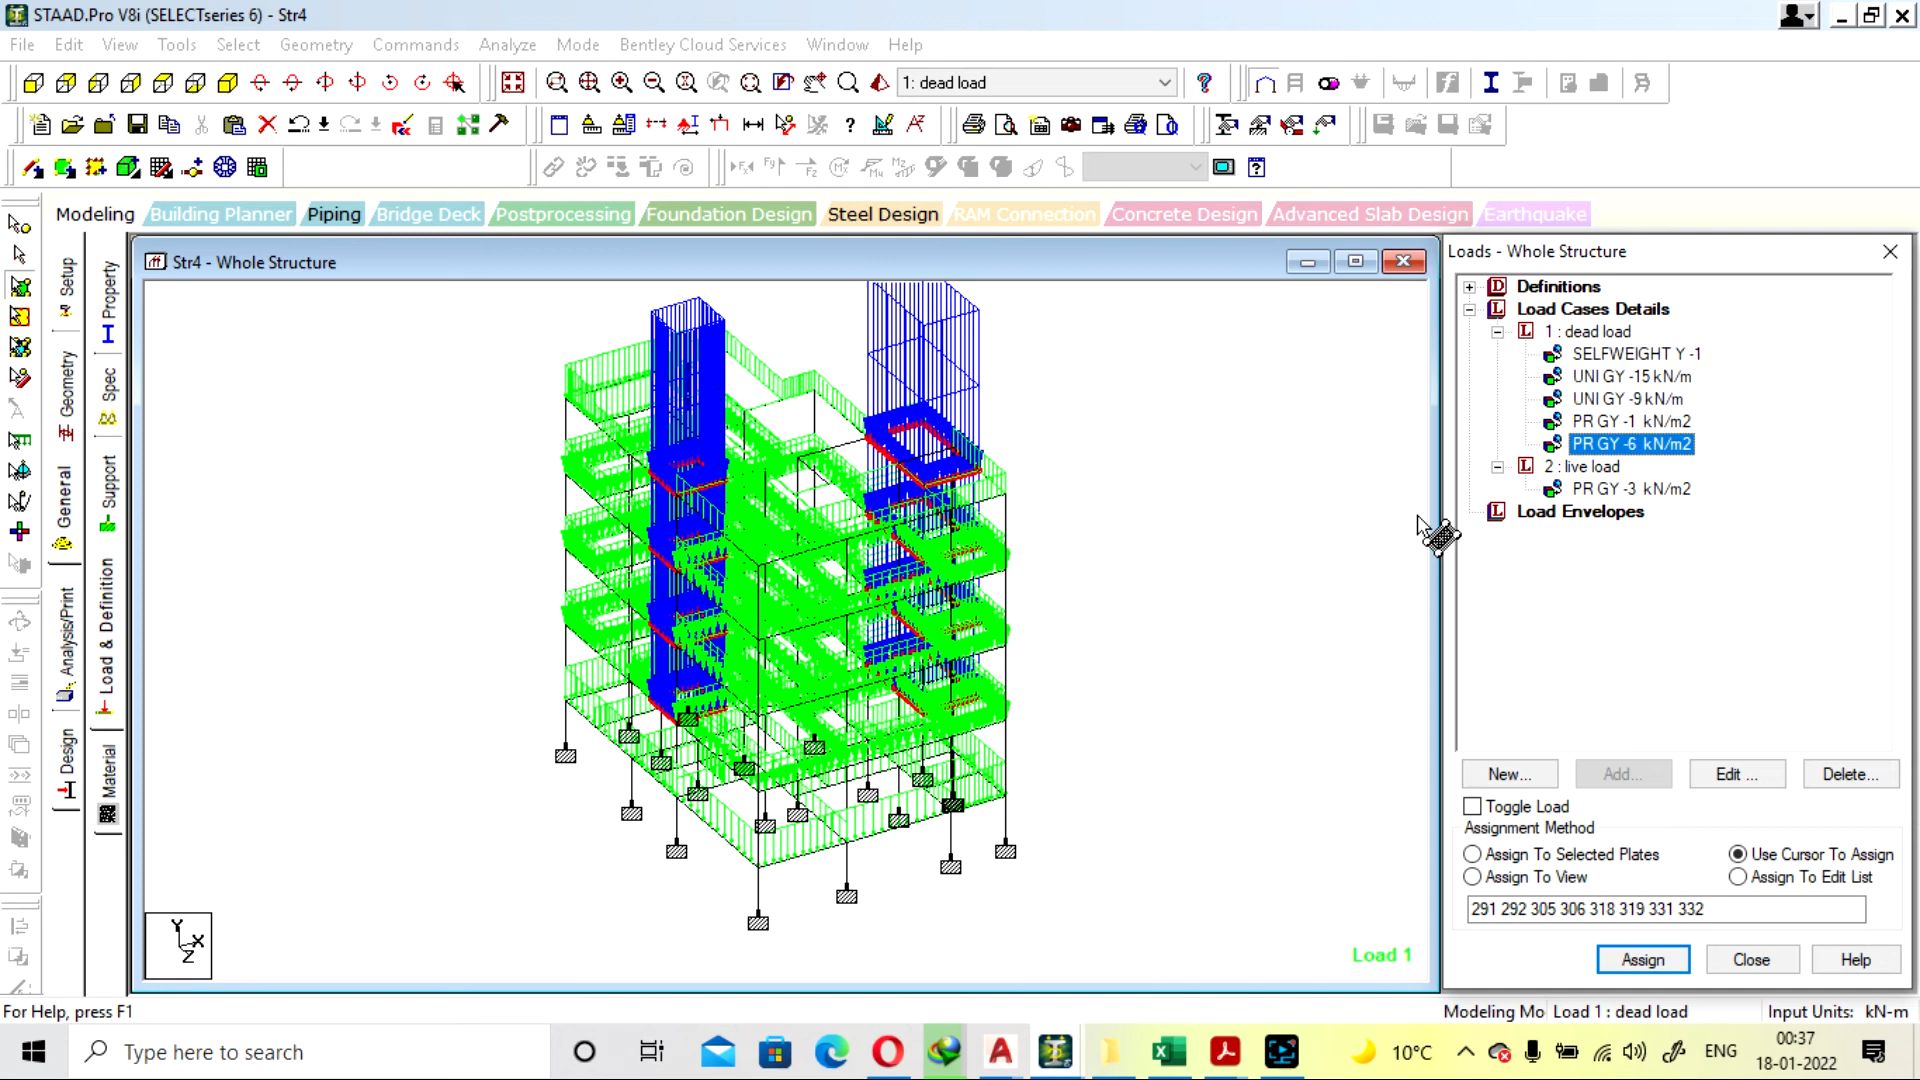 STAAD.Pro V8i (SELECTseries 6) - Str4
File Edit View Tools Select Geometry Commands Analyze Mode Bentley Cloud Services Window Help
1: dead load
Modeling Building Planner Piping Bridge Deck Postprocessing Foundation Design Steel Design RAM Connection Concrete Design Advanced Slab Design Earthquake
Setup
Geometry
General
Analysis/Print
Design
Property
Spec
Support
Load & Definition
Material
Str4 - Whole Structure
Y
X
Z
Load 1
Loads - Whole Structure
Definitions
Load Cases Details
1 : dead load
SELFWEIGHT Y -1
UNI GY -15 kN/m
UNI GY -9 kN/m
PR GY -1 kN/m2
PR GY -6 kN/m2
2 : live load
PR GY -3 kN/m2
Load Envelopes
New... Add... Edit ... Delete...
Toggle Load
Assignment Method
Assign To Selected Plates Use Cursor To Assign
Assign To View Assign To Edit List
291 292 305 306 318 319 331 332
Assign Close Help
For Help, press F1 Modeling Mo Load 1 : dead load Input Units: kN-m
Type here to search 10°C ENG 00:37
18-01-2022